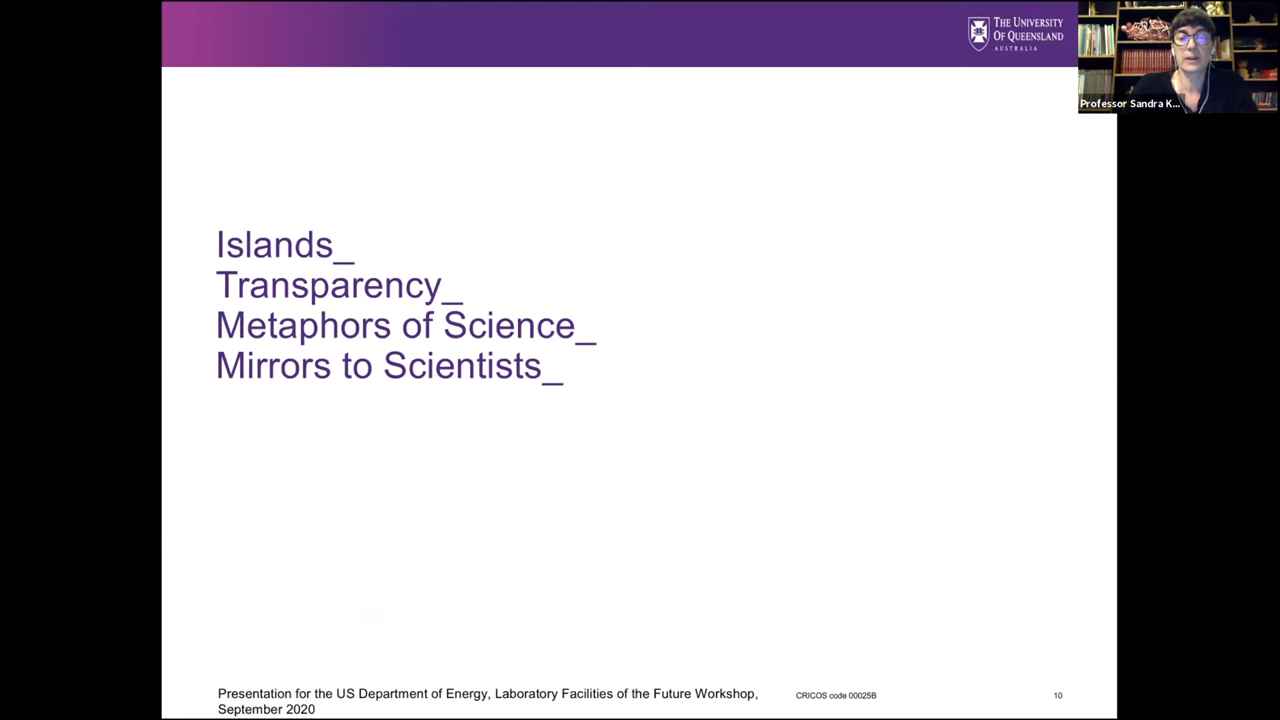 THE UNIVERSITY
OF QUEENSLAND
AUSTRALIA
Professor Sandra K...
Islands_
Transparency_
Metaphors of Science_
Mirrors to Scientists_
Presentation for the US Department of Energy, Laboratory Facilities of the Future Workshop,
September 2020
CRICOS code 00025B
10